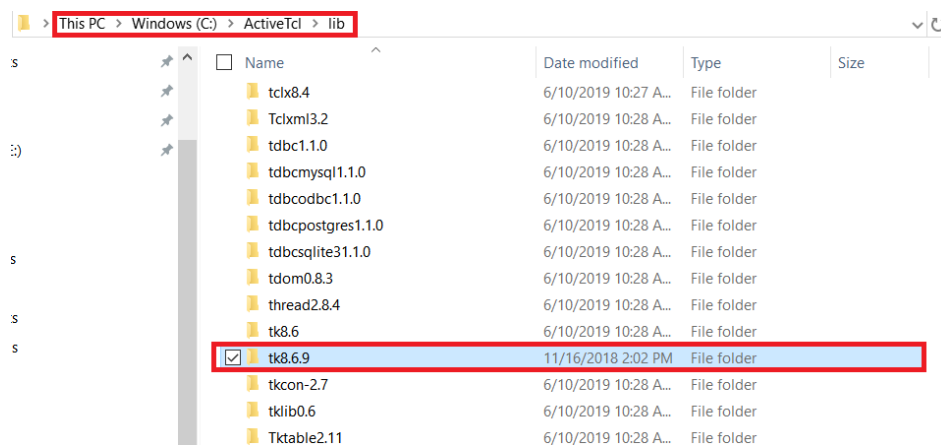 This PC > Windows (C:) > ActiveTcl > lib
Name Date modified Type Size
tclx8.4 6/10/2019 10:27 A... File folder
Tclxml3.2 6/10/2019 10:28 A... File folder
tdbc1.1.0 6/10/2019 10:28 A... File folder
tdbcmysql1.1.0 6/10/2019 10:28 A... File folder
tdbcodbc1.1.0 6/10/2019 10:28 A... File folder
tdbcpostgres1.1.0 6/10/2019 10:28 A... File folder
tdbcsqlite31.1.0 6/10/2019 10:28 A... File folder
tdom0.8.3 6/10/2019 10:28 A... File folder
thread2.8.4 6/10/2019 10:28 A... File folder
tk8.6 6/10/2019 10:28 A... File folder
tk8.6.9 11/16/2018 2:02 PM File folder
tkcon-2.7 6/10/2019 10:28 A... File folder
tklib0.6 6/10/2019 10:28 A... File folder
Tktable2.11 6/10/2019 10:28 A... File folder